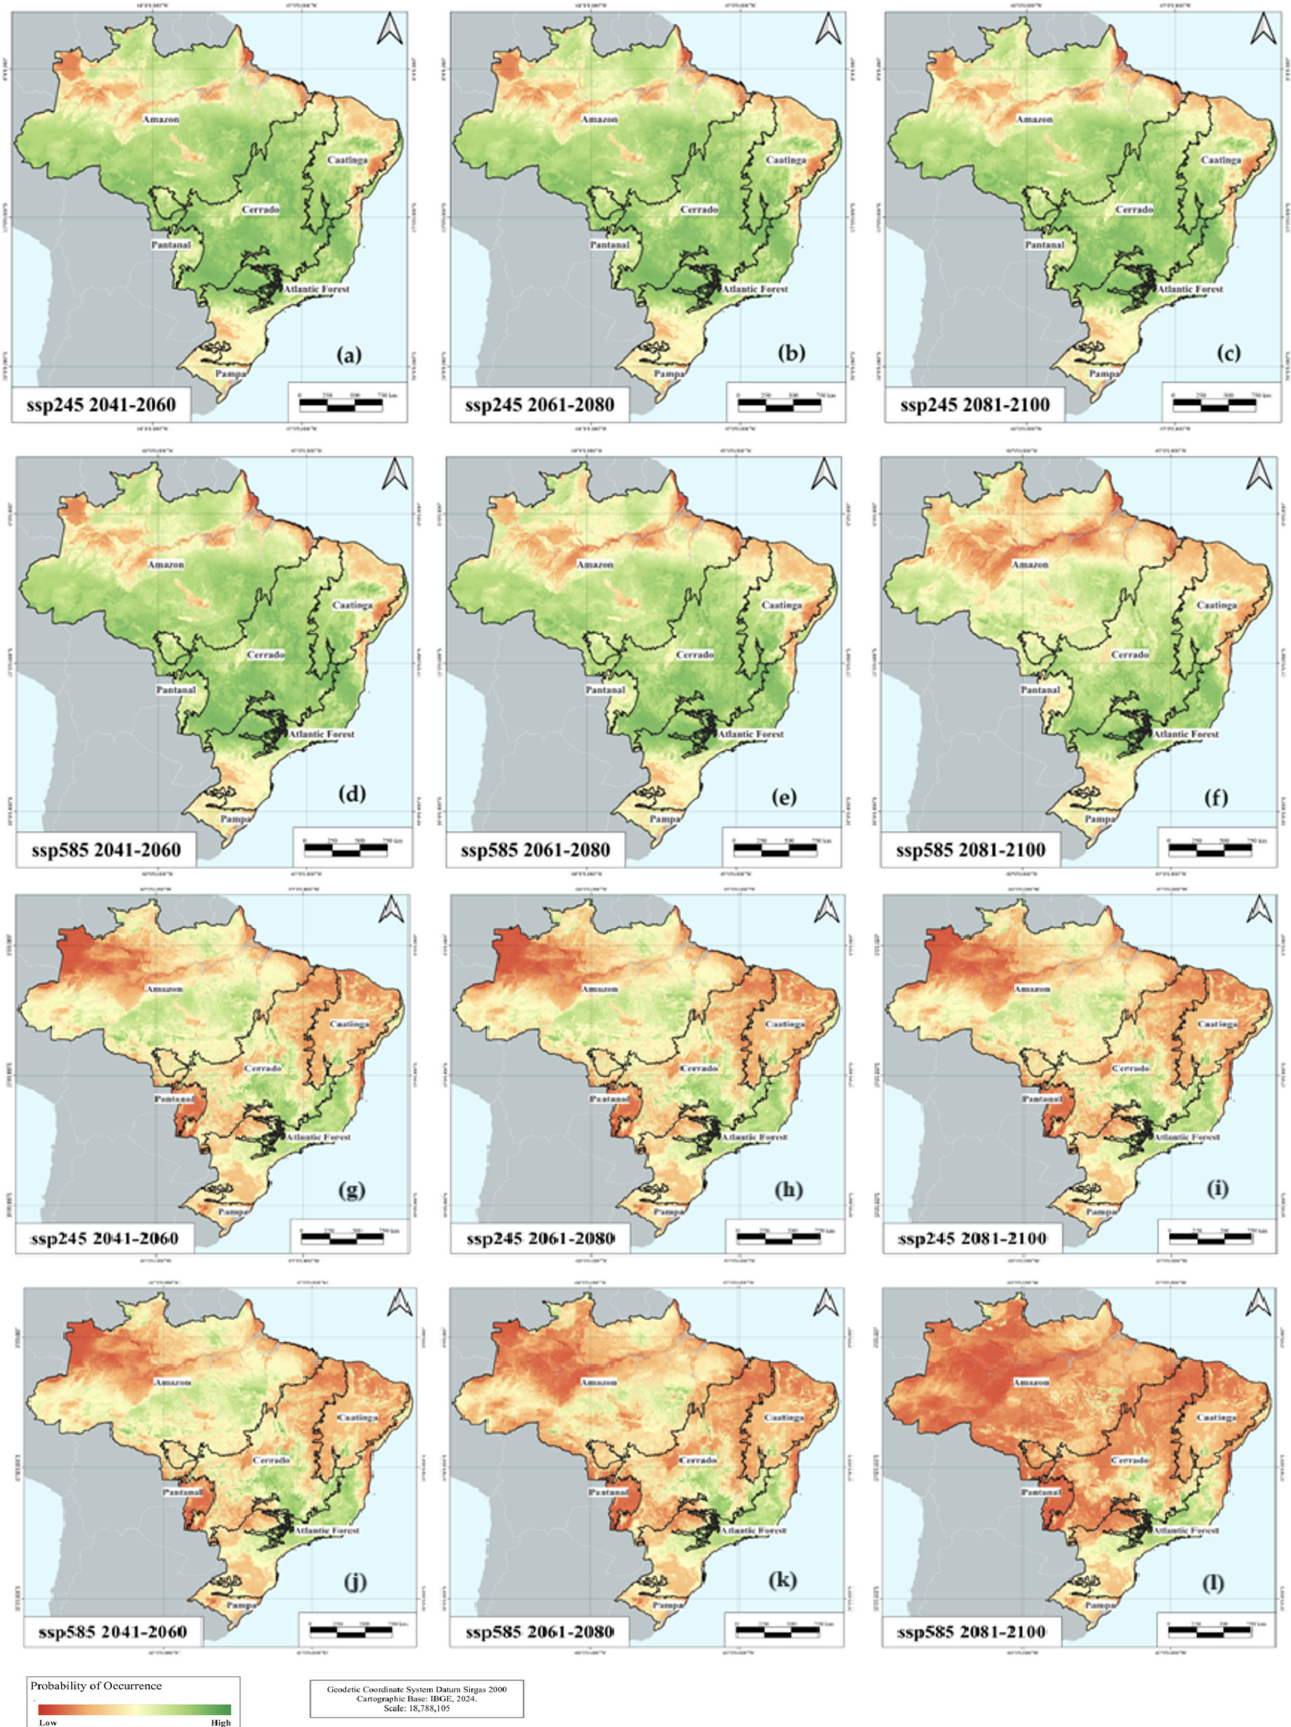 Amazon
Caatinga
Cerrado
Pantanal
Atlantic Forest
(a)
Pampa
ssp245 2041-2060
Amazon
Caatinga
Cerrado
Pantanal
Atlantic Forest
(b)
Pampa
ssp245 2061-2080
Amazon
Caatinga
Cerrado
Pantanal
Atlantic Forest
(c)
Pampa
ssp245 2081-2100
Amazon
Caatinga
Cerrado
Pantanal
Atlantic Forest
(d)
Pampa
ssp585 2041-2060
Amazon
Caatinga
Cerrado
Pantanal
Atlantic Forest
(e)
Pampa
ssp585 2061-2080
Amazon
Caatinga
Cerrado
Pantanal
Atlantic Forest
(f)
Pampa
ssp585 2081-2100
Amazon
Caatinga
Cerrado
Pantanal
Atlantic Forest
(g)
Pampa
ssp245 2041-2060
Amazon
Caatinga
Cerrado
Pantanal
Atlantic Forest
(h)
Pampa
ssp245 2061-2080
Amazon
Caatinga
Cerrado
Pantanal
Atlantic Forest
(i)
Pampa
ssp245 2081-2100
Amazon
Caatinga
Cerrado
Pantanal
Atlantic Forest
(j)
Pampa
ssp585 2041-2060
Amazon
Caatinga
Cerrado
Pantanal
Atlantic Forest
(k)
Pampa
ssp585 2061-2080
Amazon
Caatinga
Cerrado
Pantanal
Atlantic Forest
(l)
Pampa
ssp585 2081-2100
Probability of Occurrence
Low High
Geodetic Coordinate System Datum Sirgas 2000
Cartographic Base: IBGE, 2024.
Scale: 18,788,105